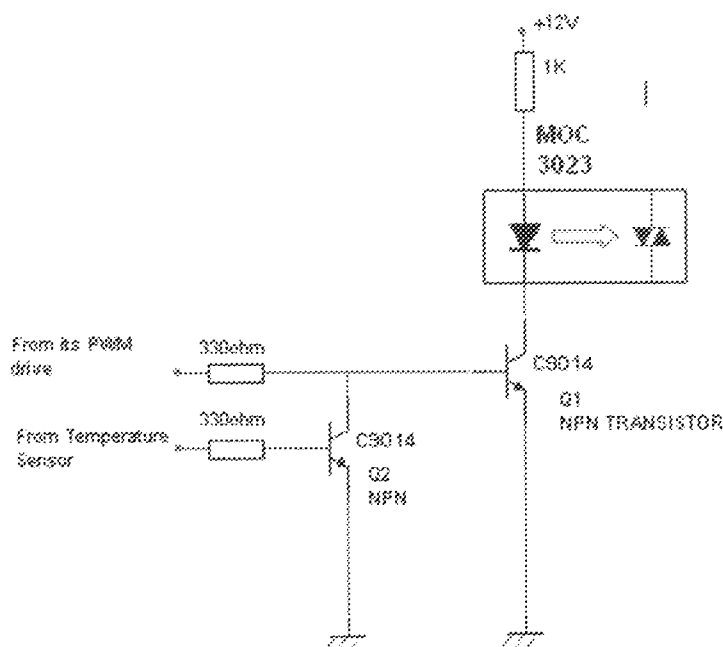 +12V
1K
MOC
3023
From its PWM
drive
330ohm
C9014
Q1
NPN TRANSISTOR
330ohm
From Temperature
Sensor
C9014
Q2
NPN